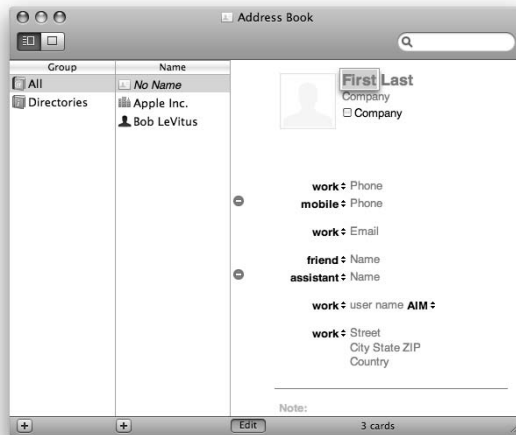 Address Book
Group
All
Directories
Name
No Name
Apple Inc.
Bob LeVitus
First Last
Company
Company
work Phone
mobile Phone
work Email
friend Name
assistant Name
work user name AIM
work Street
City State ZIP
Country
Note:
Edit
3 cards